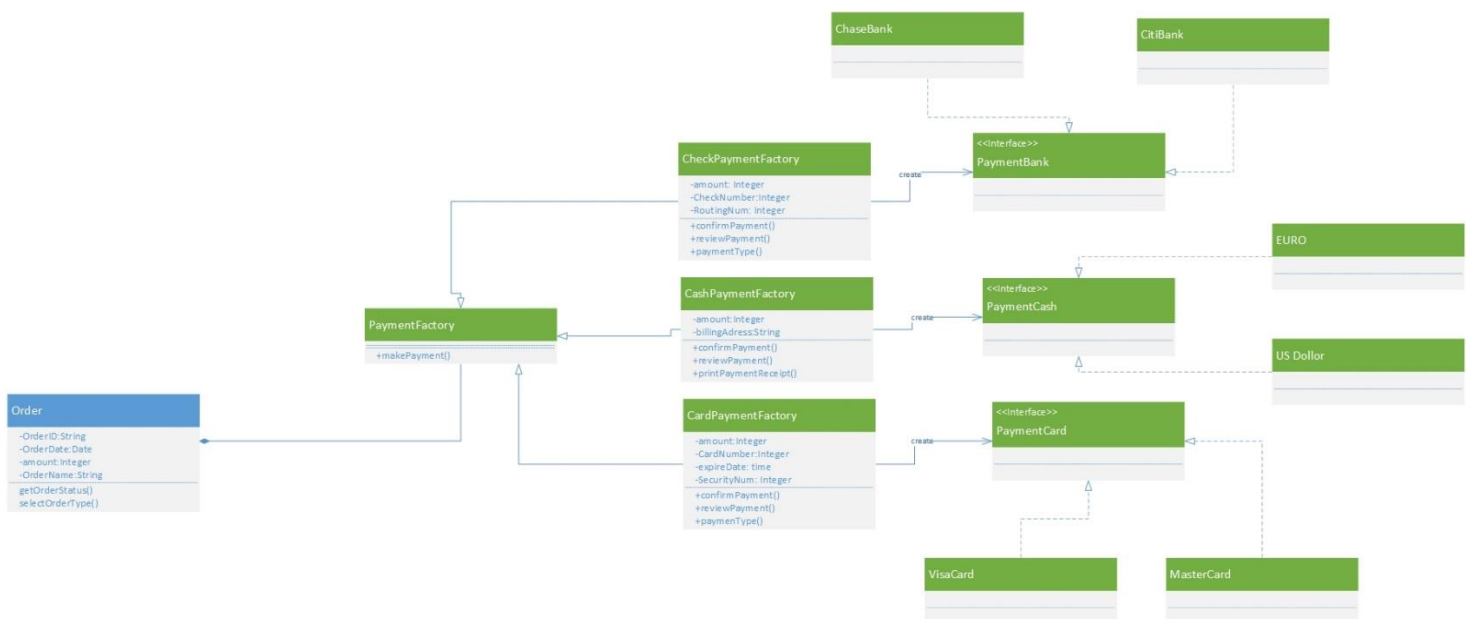 ChaseBank
CitiBank
<<Interface>>
PaymentBank
CheckPaymentFactory
-amount: Integer
-CheckNumber:Integer
-RoutingNum: Integer
+confirmPayment()
+reviewPayment()
+paymentType()
create
EURO
<<Interface>>
PaymentCash
CashPaymentFactory
-amount:Integer
-billingAdress:String
+confirmPayment()
+reviewPayment()
+printPaymentReceipt()
create
PaymentFactory
+makePayment()
US Dollor
Order
-OrderID:String
-OrderDate:Date
-amount:Integer
-OrderName:String
getOrderStatus()
selectOrderType()
CardPaymentFactory
-amount:Integer
-CardNumber:Integer
-expireDate: time
-SecurityNum: Integer
+confirmPayment()
+reviewPayment()
+paymenType()
create
<<Interface>>
PaymentCard
VisaCard
MasterCard